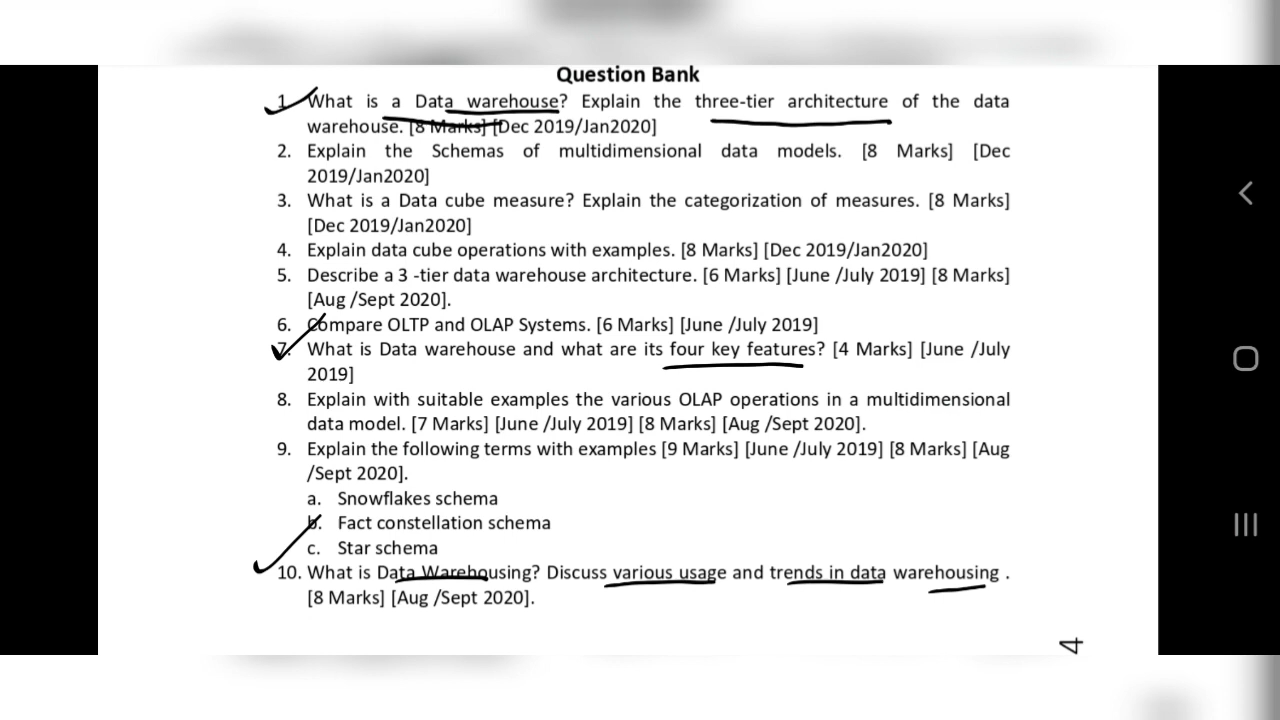 Question Bank
1. What is a Data warehouse? Explain the three-tier architecture of the data
warehouse. [8 Marks] [Dec 2019/Jan2020]
2. Explain the Schemas of multidimensional data models. [8 Marks] [Dec
2019/Jan2020]
3. What is a Data cube measure? Explain the categorization of measures. [8 Marks]
[Dec 2019/Jan2020]
4. Explain data cube operations with examples. [8 Marks] [Dec 2019/Jan2020]
5. Describe a 3 -tier data warehouse architecture. [6 Marks] [June /July 2019] [8 Marks]
[Aug /Sept 2020].
6. Compare OLTP and OLAP Systems. [6 Marks] [June /July 2019]
7. What is Data warehouse and what are its four key features? [4 Marks] [June /July
2019]
8. Explain with suitable examples the various OLAP operations in a multidimensional
data model. [7 Marks] [June /July 2019] [8 Marks] [Aug /Sept 2020].
9. Explain the following terms with examples [9 Marks] [June /July 2019] [8 Marks] [Aug
/Sept 2020].
a. Snowflakes schema
b. Fact constellation schema
c. Star schema
10. What is Data Warehousing? Discuss various usage and trends in data warehousing .
[8 Marks] [Aug /Sept 2020].
4